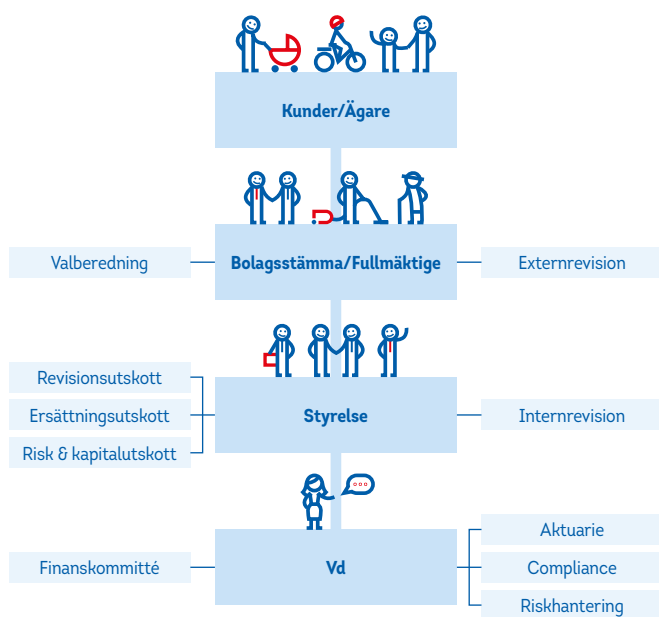 Kunder/Ägare
Valberedning
Bolagsstämma/Fullmäktige
Externrevision
Revisionsutskott
Ersättningsutskott
Risk & kapitalutskott
Styrelse
Internrevision
Finanskommitté
Vd
Aktuarie
Compliance
Riskhantering